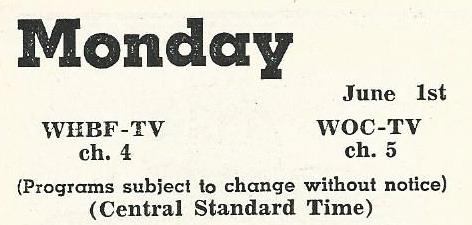 Monday
June 1st
WHBF-TV WOC-TV
ch. 4 ch. 5
(Programs subject to change without notice)
(Central Standard Time)